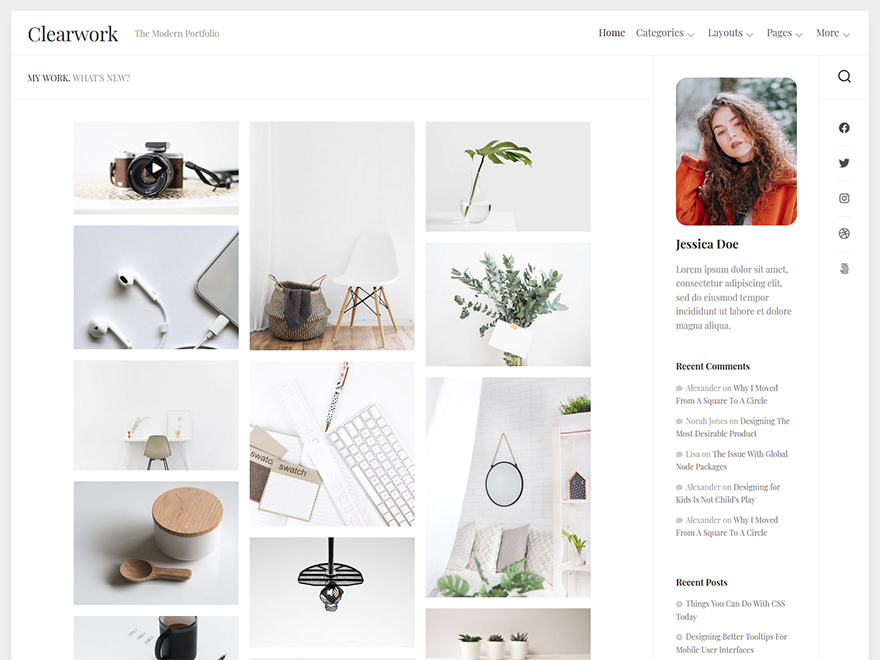 Clearwork
The Modern Portfolio
Home Categories Layouts Pages More
MY WORK. WHAT'S NEW?
swatch
swatch
Jessica Doe
Lorem ipsum dolor sit amet,
consectetur adipiscing elit,
sed do eiusmod tempor
incididunt ut labore et dolore
magna aliqua.
Recent Comments
Alexander on Why I Moved
From A Square To A Circle
Norah Jones on Designing The
Most Desirable Product
Lisa on The Issue With Global
Node Packages
Alexander on Designing for
Kids Is Not Child's Play
Alexander on Why I Moved
From A Square To A Circle
Recent Posts
Things You Can Do With CSS
Today
Designing Better Tooltips For
Mobile User Interfaces